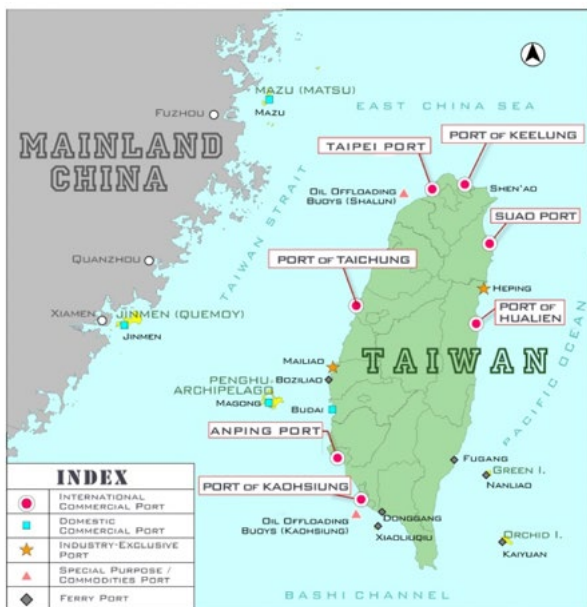 MAZU (MATSU)
MAZU
FUZHOU
EAST CHINA SEA
MAINLAND
CHINA
PORT OF KEELUNG
TAIPEI PORT
OIL OFFLOADING
BUOYS (SHALUN)
SHEN'AO
SUAO PORT
TAIWAN STRAIT
QUANZHOU
PORT OF TAICHUNG
HEPING
XIAMEN
JINMEN (QUEMOY)
JINMEN
PORT OF
HUALIEN
TAIWAN
PACIFIC OCEAN
MAILIAO
PENGHU
ARCHIPELAGO
BOZILIAO
MAGONG
BUDAI
ANPING PORT
FUGANG
GREEN I.
NANLIAO
PORT OF KAOHSIUNG
OIL OFFLOADING
BUOYS (KAOHSIUNG)
DONGGANG
XIAOLIUQIU
ORCHID I.
KAIYUAN
BASHI CHANNEL
INDEX
INTERNATIONAL
COMMERCIAL PORT
DOMESTIC
COMMERCIAL PORT
INDUSTRY-EXCLUSIVE
PORT
SPECIAL PURPOSE /
COMMODITIES PORT
FERRY PORT